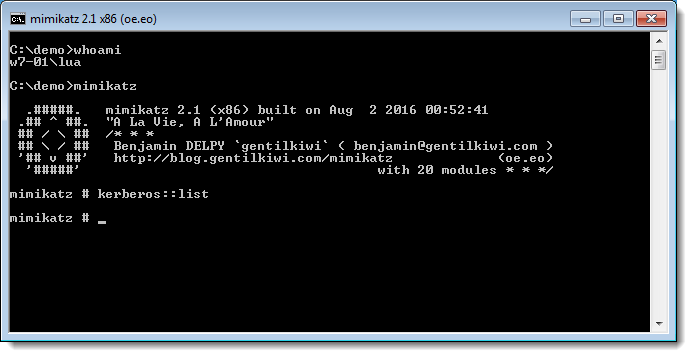 mimikatz 2.1 x86 (oe.eo)
C:\demo>whoami
w7-01\lua
C:\demo>mimikatz
  .#####.   mimikatz 2.1 (x86) built on Aug  2 2016 00:52:41
 .## ^ ##.  "A La Vie, A L'Amour"
 ## / \ ##  /* * *
 ## \ / ##   Benjamin DELPY `gentilkiwi` ( benjamin@gentilkiwi.com )
 '## v ##'   http://blog.gentilkiwi.com/mimikatz             (oe.eo)
  '#####'                                     with 20 modules * * */
mimikatz # kerberos::list
mimikatz # _